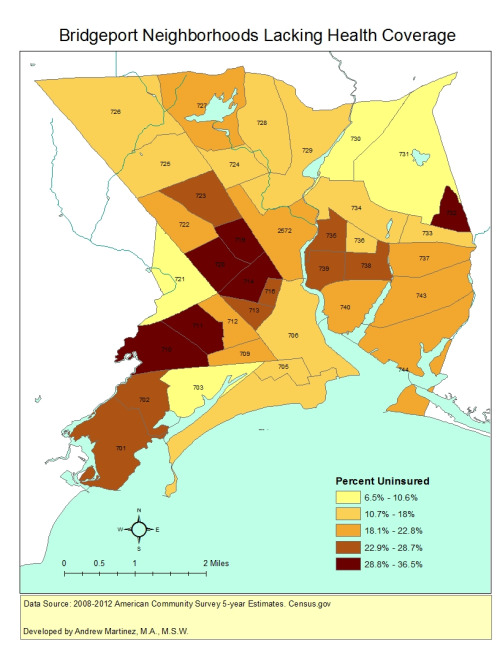 Bridgeport Neighborhoods Lacking Health Coverage
726
727
728
729
730
731
725
724
723
722
2572
734
735
736
733
721
739
738
737
716
713
743
712
740
706
709
705
703
702
744
701
Percent Uninsured
6.5% - 10.6%
10.7% - 18%
18.1% - 22.8%
22.9% - 28.7%
28.8% - 36.5%
N
W E
S
0 0.5 1 2 Miles
Data Source: 2008-2012 American Community Survey 5-year Estimates. Census.gov
Developed by Andrew Martinez, M.A., M.S.W.